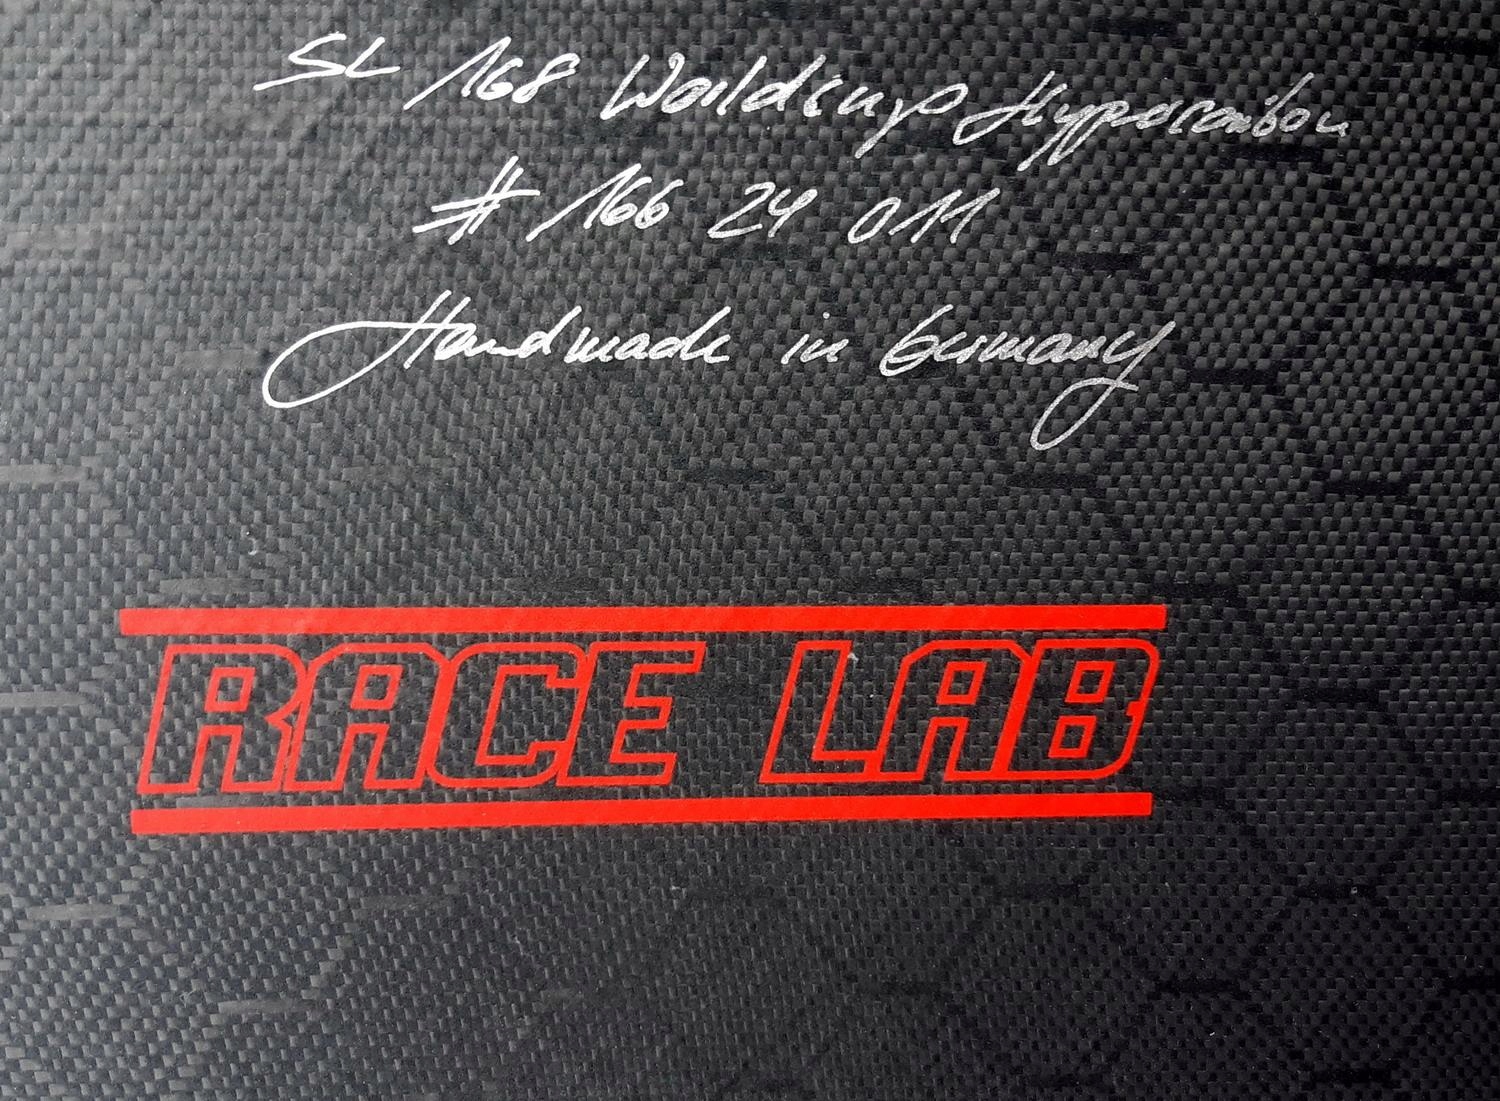 SL 168 Worldcup Hypercarbon
# 166 24 011
Handmade in Germany
RACE LAB